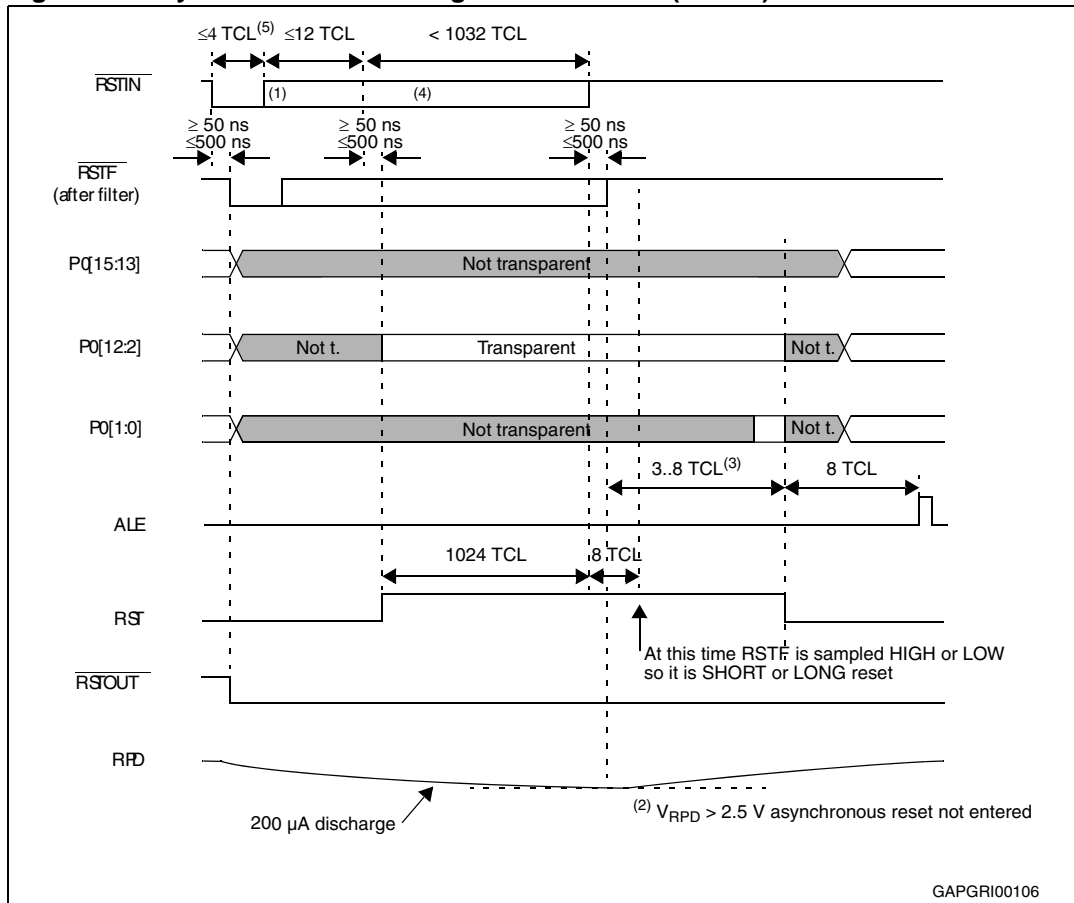 ≤4 TCL(5) ≤12 TCL < 1032 TCL
RSTIN
(1) (4)
≥ 50 ns ≥ 50 ns ≥ 50 ns
≤500 ns ≤500 ns ≤500 ns
RSTF
(after filter)
P0[15:13] Not transparent
P0[12:2] Not t. Transparent Not t.
P0[1:0] Not transparent Not t.
3..8 TCL(3) 8 TCL
ALE
1024 TCL 8 TCL
RST
At this time RSTF is sampled HIGH or LOW
so it is SHORT or LONG reset
RSTOUT
RPD
200 µA discharge
(2) VRPD > 2.5 V asynchronous reset not entered
GAPGRI00106